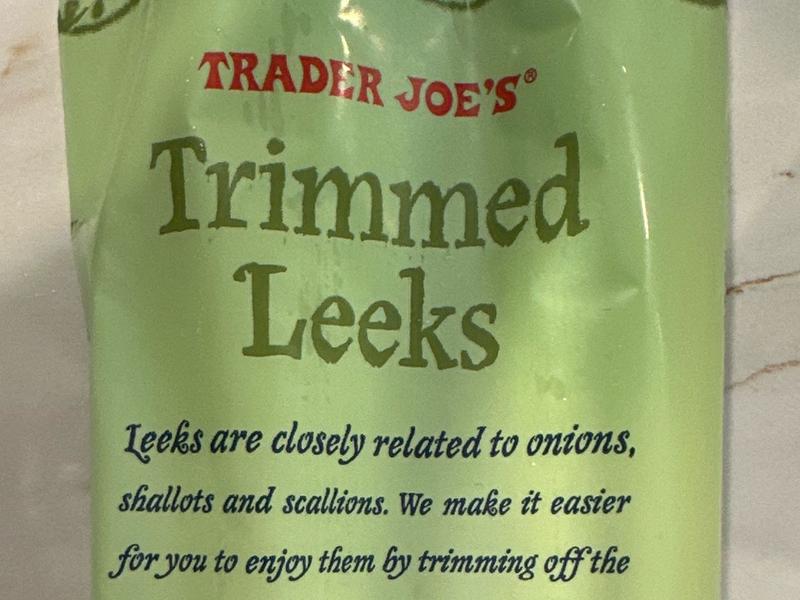 TRADER JOE'S®
Trimmed
Leeks
Leeks are closely related to onions,
shallots and scallions. We make it easier
for you to enjoy them by trimming off the